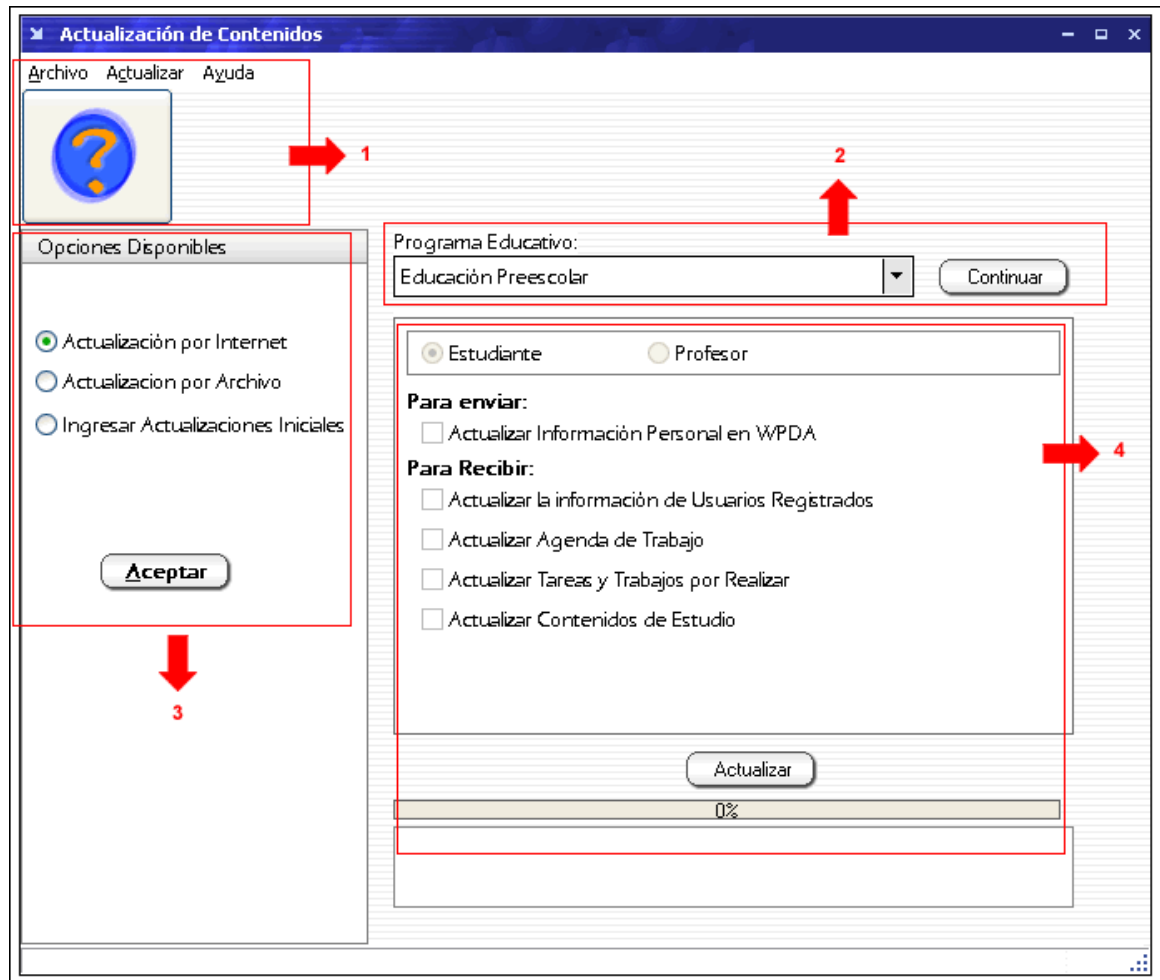 Actualización de Contenidos
Archivo Actualizar Ayuda
?
1
2
Opciones Disponibles
Programa Educativo:
Educación Preescolar
Continuar
Actualización por Internet
Actualizacion por Archivo
Ingresar Actualizaciones Iniciales
Aceptar
3
Estudiante Profesor
Para enviar:
Actualizar Información Personal en WPDA
Para Recibir:
Actualizar la información de Usuarios Registrados
Actualizar Agenda de Trabajo
Actualizar Tareas y Trabajos por Realizar
Actualizar Contenidos de Estudio
4
Actualizar
0%